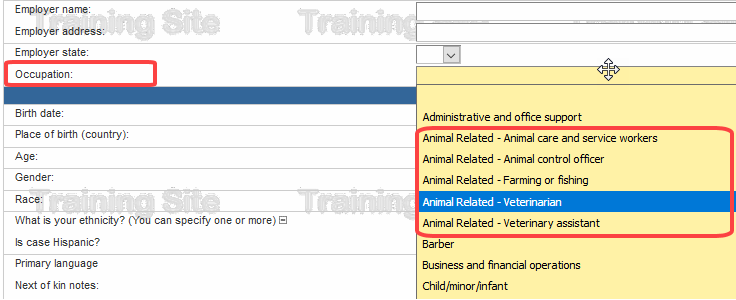 Employer name:
Training Site Training Site
Employer address:
Employer state:
Occupation:
Birth date:
Administrative and office support
Place of birth (country):
Animal Related - Animal care and service workers
Age:
Animal Related - Animal control officer
Gender:
Animal Related - Farming or fishing
Race:
Training Site Training
Animal Related - Veterinarian
What is your ethnicity? (You can specify one or more)
Animal Related - Veterinary assistant
Is case Hispanic?
Barber
Primary language
Business and financial operations
Next of kin notes:
Child/minor/infant